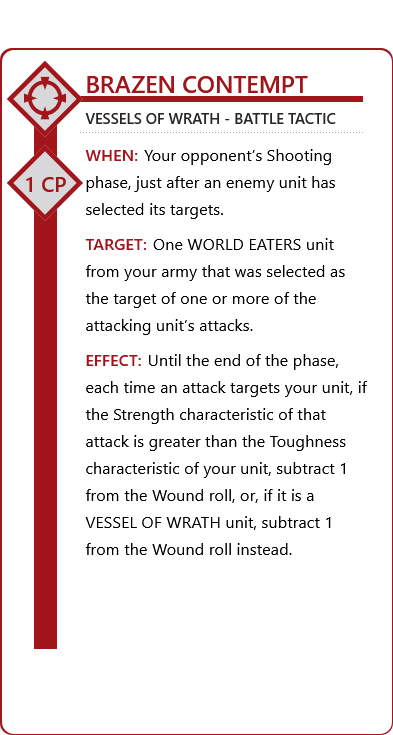 BRAZEN CONTEMPT
VESSELS OF WRATH - BATTLE TACTIC
WHEN: Your opponent's Shooting
1 CP
phase, just after an enemy unit has
selected its targets.
TARGET: One WORLD EATERS unit
from your army that was selected as
the target of one or more of the
attacking unit's attacks.
EFFECT: Until the end of the phase,
each time an attack targets your unit, if
the Strength characteristic of that
attack is greater than the Toughness
characteristic of your unit, subtract 1
from the Wound roll, or, if it is a
VESSEL OF WRATH unit, subtract 1
from the Wound roll instead.